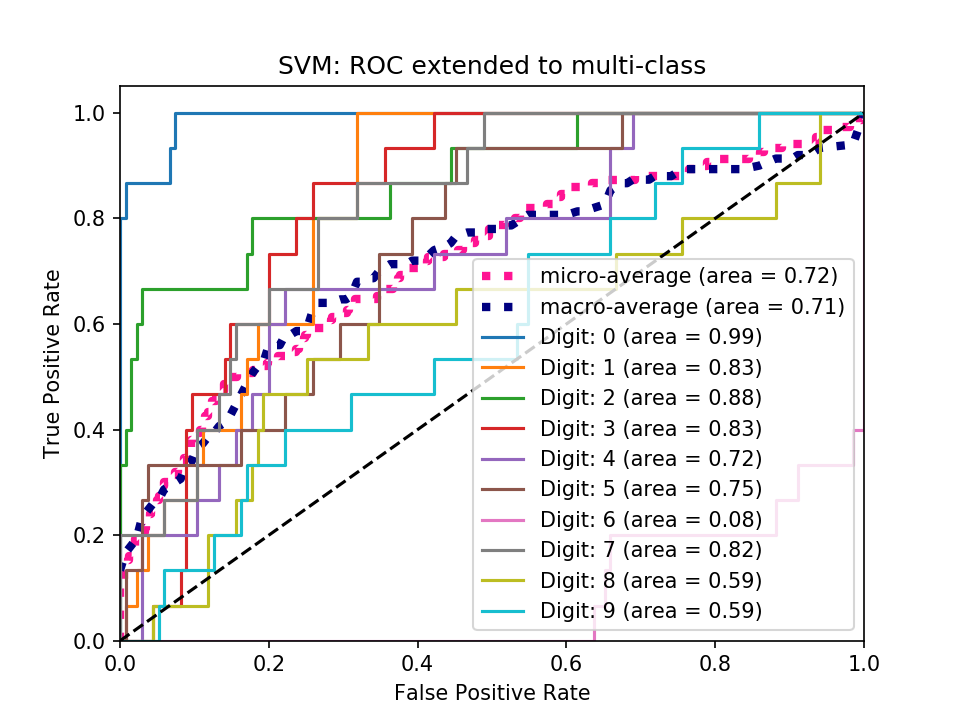 SVM: ROC extended to multi-class
True Positive Rate
1.0
0.8
0.6
0.4
0.2
0.0
micro-average (area = 0.72)
macro-average (area = 0.71)
Digit: 0 (area = 0.99)
Digit: 1 (area = 0.83)
Digit: 2 (area = 0.88)
Digit: 3 (area = 0.83)
Digit: 4 (area = 0.72)
Digit: 5 (area = 0.75)
Digit: 6 (area = 0.08)
Digit: 7 (area = 0.82)
Digit: 8 (area = 0.59)
Digit: 9 (area = 0.59)
0.0 0.2 0.4 0.6 0.8 1.0
False Positive Rate